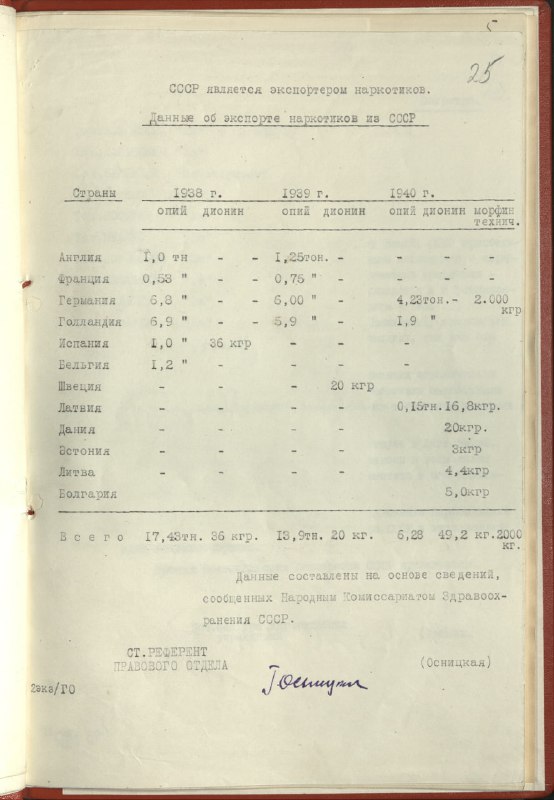 5
25
СССР является экспортером наркотиков.
Данные об экспорте наркотиков из СССР
Страны 1938 г. 1939 г. 1940 г.
опий дионин опий дионин опий дионин морфин технич.
Англия 1,0 тн - - 1,25тон. - - - -
Франция 0,53 " - - 0,75 " - - - -
Германия 6,8 " - - 6,00 " - 4,23тон.- 2.000 кгр
Голландия 6,9 " - - 5,9 " - 1,9 "
Испания 1,0 " 36 кгр - - -
Бельгия 1,2 " - - - -
Швеция - - - 20 кгр
Латвия - - - - 0,15тн.16,8кгр.
Дания - - - - 20кгр.
Эстония - - - - 3кгр
Литва - - - - 4,4кгр
Болгария 5,0кгр
Всего 17,43тн. 36 кгр. 13,9тн. 20 кг. 6,28 49,2 кг.2000 кг.
Данные составлены на основе сведений,
сообщенных Народным Комиссариатом Здравоох-
ранения СССР.
СТ.РЕФЕРЕНТ
ПРАВОВОГО ОТДЕЛА (Осницкая)
2экз/ГО